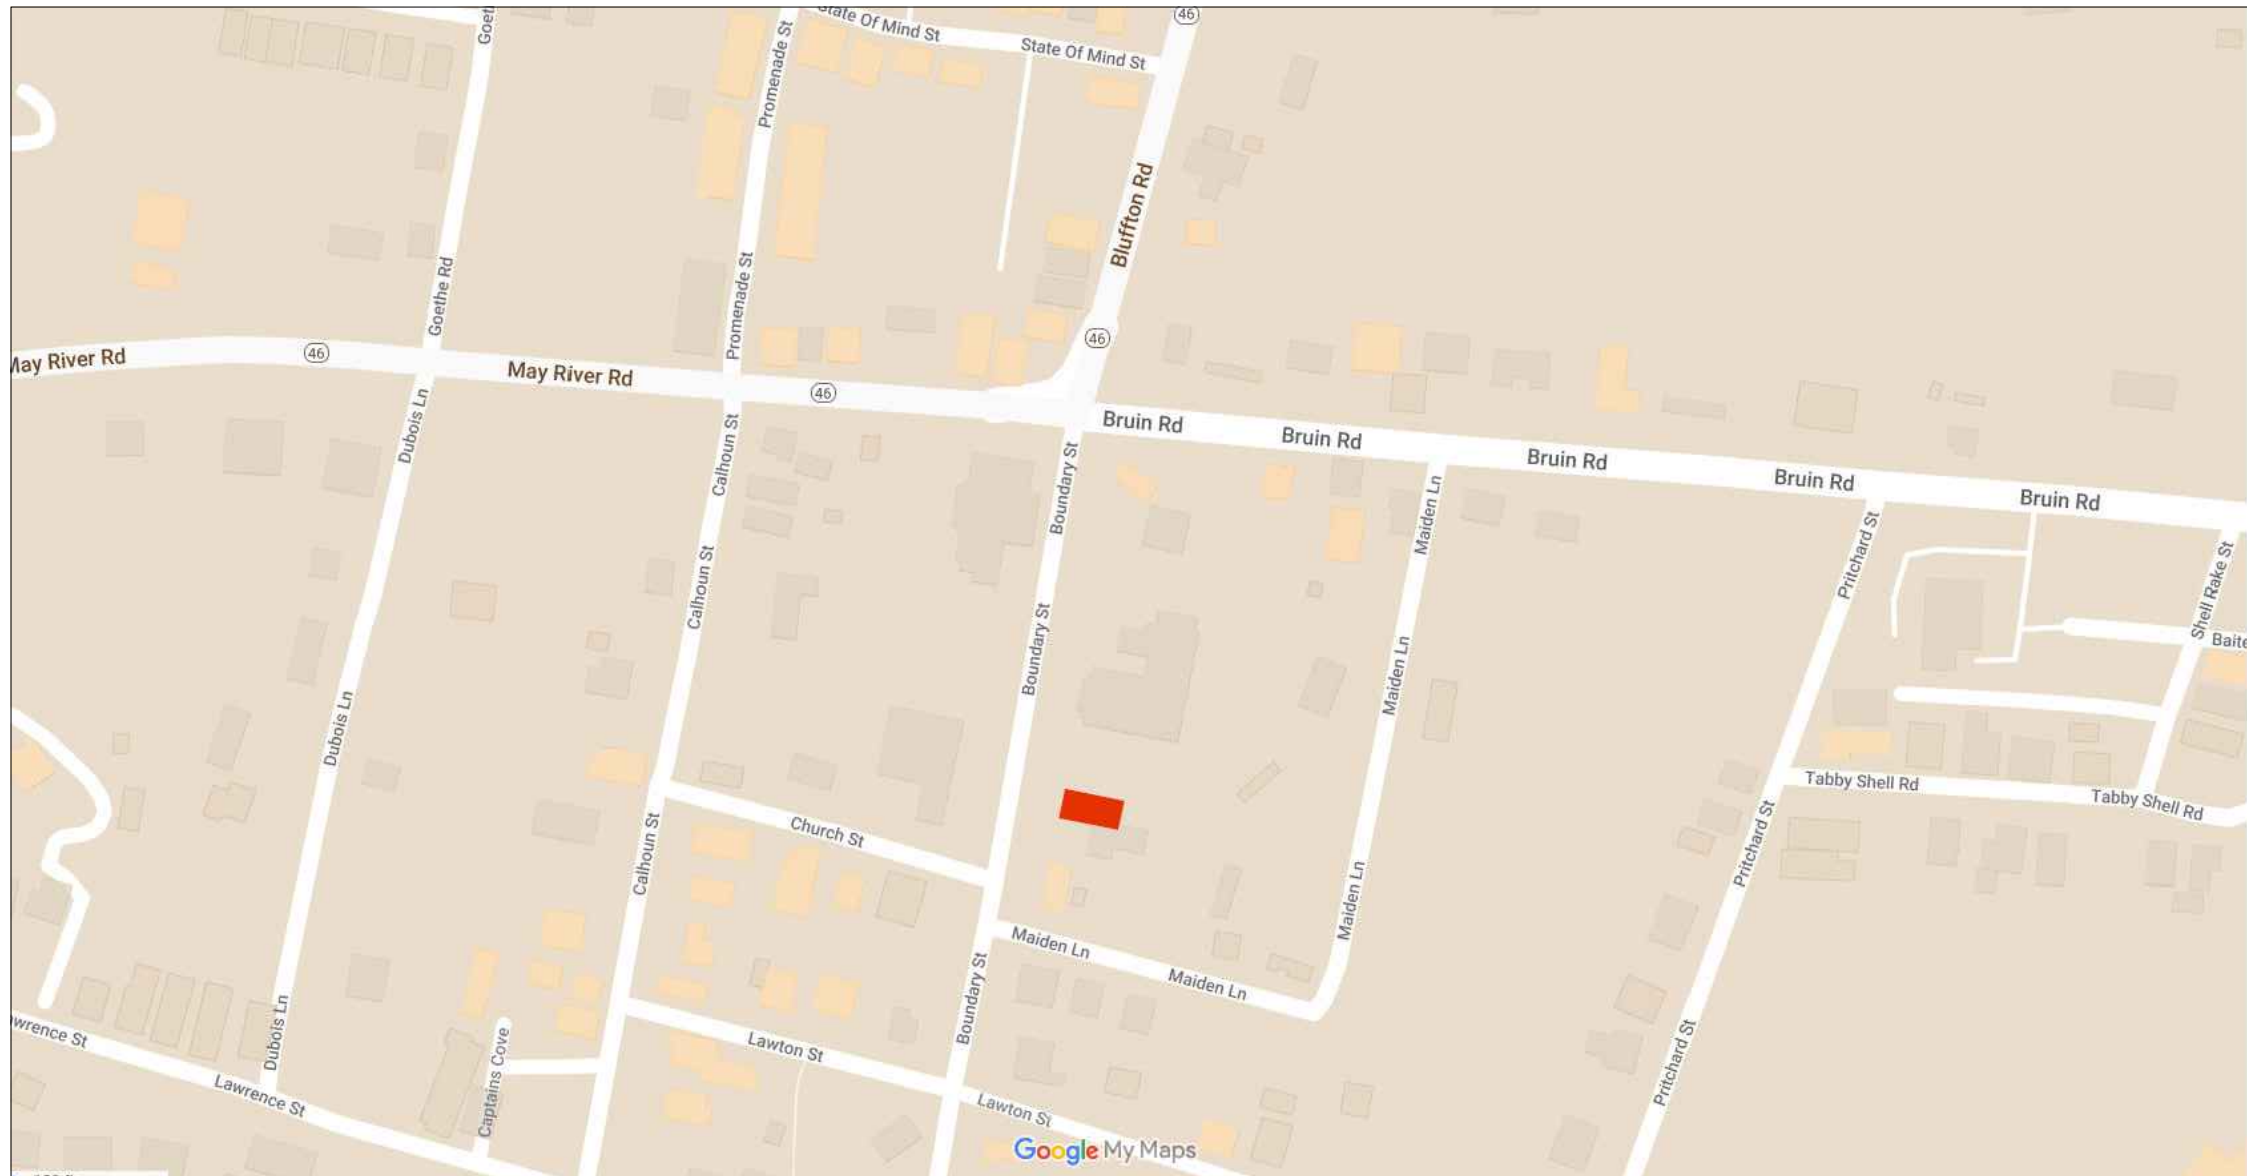 Goet
State Of Mind St
State Of Mind St
46
Promenade St
Bluffton Rd
Goethe Rd
Promenade St
46
May River Rd
46
May River Rd
46
Bruin Rd
Bruin Rd
Bruin Rd
Bruin Rd
Bruin Rd
Dubois Ln
Calhoun St
Boundary St
Maiden Ln
Pritchard St
Shell Rake St
Baite
Calhoun St
Boundary St
Maiden Ln
Dubois Ln
Tabby Shell Rd
Tabby Shell Rd
Church St
Calhoun St
Maiden Ln
Pritchard St
Maiden Ln
Maiden Ln
Boundary St
Dubois Ln
wrence St
Lawrence St
Captains Cove
Lawton St
Lawton St
Pritchard St
Google My Maps